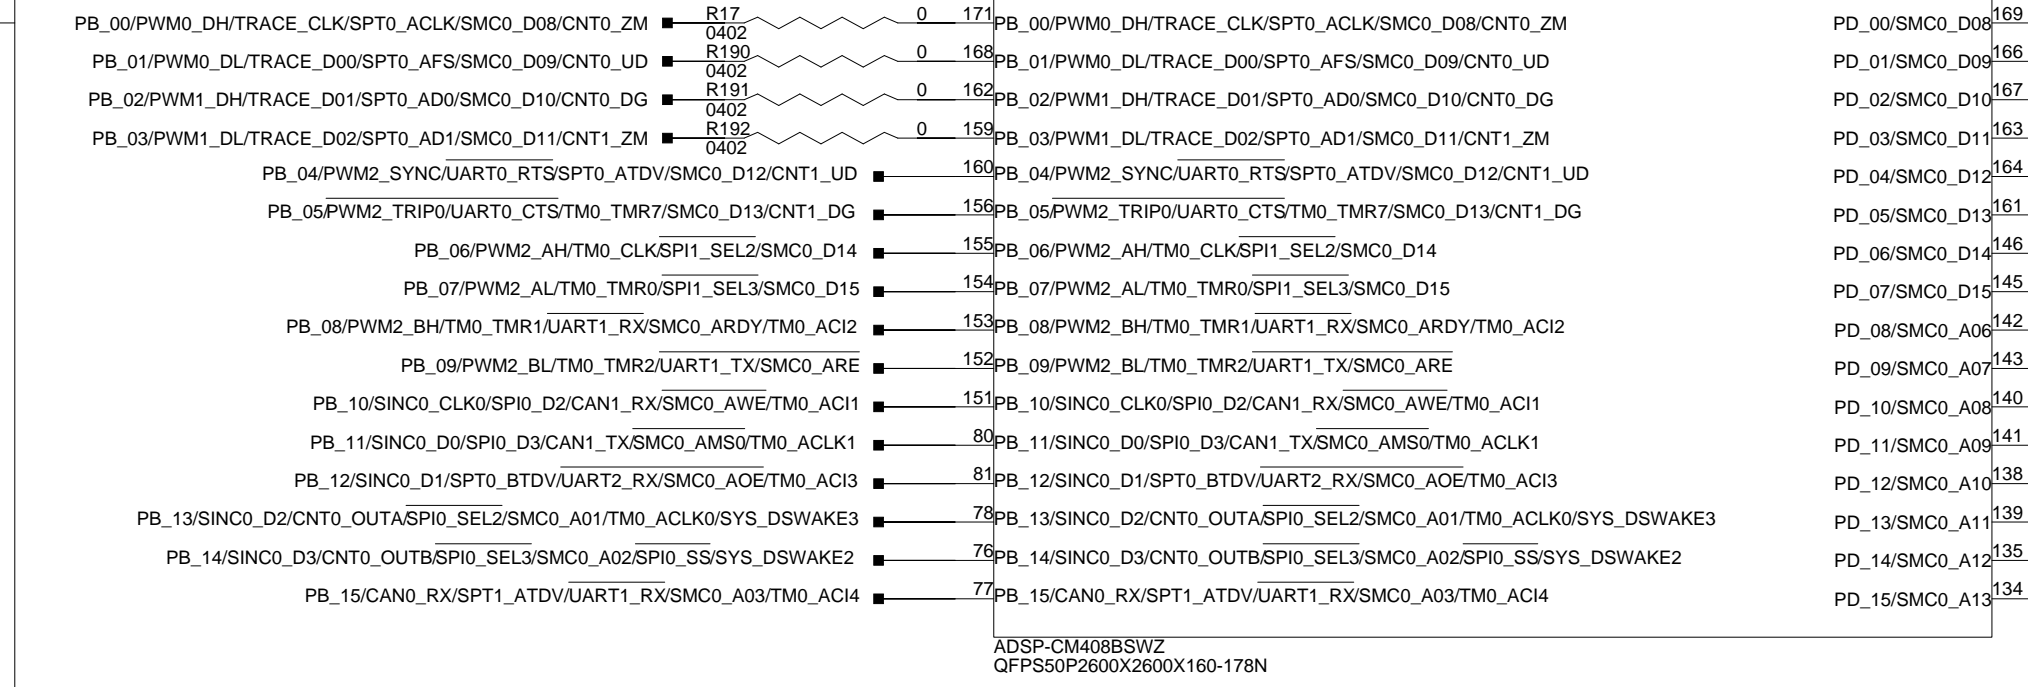 PB_00/PWM0_DH/TRACE_CLK/SPT0_ACLK/SMC0_D08/CNT0_ZM R17 0402 0 171 PB_00/PWM0_DH/TRACE_CLK/SPT0_ACLK/SMC0_D08/CNT0_ZM PD_00/SMC0_D08 169
PB_01/PWM0_DL/TRACE_D00/SPT0_AFS/SMC0_D09/CNT0_UD R190 0402 0 168 PB_01/PWM0_DL/TRACE_D00/SPT0_AFS/SMC0_D09/CNT0_UD PD_01/SMC0_D09 166
PB_02/PWM1_DH/TRACE_D01/SPT0_AD0/SMC0_D10/CNT0_DG R191 0402 0 162 PB_02/PWM1_DH/TRACE_D01/SPT0_AD0/SMC0_D10/CNT0_DG PD_02/SMC0_D10 167
PB_03/PWM1_DL/TRACE_D02/SPT0_AD1/SMC0_D11/CNT1_ZM R192 0402 0 159 PB_03/PWM1_DL/TRACE_D02/SPT0_AD1/SMC0_D11/CNT1_ZM PD_03/SMC0_D11 163
PB_04/PWM2_SYNC/UART0_RTS/SPT0_ATDV/SMC0_D12/CNT1_UD 160 PB_04/PWM2_SYNC/UART0_RTS/SPT0_ATDV/SMC0_D12/CNT1_UD PD_04/SMC0_D12 164
PB_05/PWM2_TRIP0/UART0_CTS/TM0_TMR7/SMC0_D13/CNT1_DG 156 PB_05/PWM2_TRIP0/UART0_CTS/TM0_TMR7/SMC0_D13/CNT1_DG PD_05/SMC0_D13 161
PB_06/PWM2_AH/TM0_CLK/SPI1_SEL2/SMC0_D14 155 PB_06/PWM2_AH/TM0_CLK/SPI1_SEL2/SMC0_D14 PD_06/SMC0_D14 146
PB_07/PWM2_AL/TM0_TMR0/SPI1_SEL3/SMC0_D15 154 PB_07/PWM2_AL/TM0_TMR0/SPI1_SEL3/SMC0_D15 PD_07/SMC0_D15 145
PB_08/PWM2_BH/TM0_TMR1/UART1_RX/SMC0_ARDY/TM0_ACI2 153 PB_08/PWM2_BH/TM0_TMR1/UART1_RX/SMC0_ARDY/TM0_ACI2 PD_08/SMC0_A06 142
PB_09/PWM2_BL/TM0_TMR2/UART1_TX/SMC0_ARE 152 PB_09/PWM2_BL/TM0_TMR2/UART1_TX/SMC0_ARE PD_09/SMC0_A07 143
PB_10/SINC0_CLK0/SPI0_D2/CAN1_RX/SMC0_AWE/TM0_ACI1 151 PB_10/SINC0_CLK0/SPI0_D2/CAN1_RX/SMC0_AWE/TM0_ACI1 PD_10/SMC0_A08 140
PB_11/SINC0_D0/SPI0_D3/CAN1_TX/SMC0_AMS0/TM0_ACLK1 80 PB_11/SINC0_D0/SPI0_D3/CAN1_TX/SMC0_AMS0/TM0_ACLK1 PD_11/SMC0_A09 141
PB_12/SINC0_D1/SPT0_BTDV/UART2_RX/SMC0_AOE/TM0_ACI3 81 PB_12/SINC0_D1/SPT0_BTDV/UART2_RX/SMC0_AOE/TM0_ACI3 PD_12/SMC0_A10 138
PB_13/SINC0_D2/CNT0_OUTA/SPI0_SEL2/SMC0_A01/TM0_ACLK0/SYS_DSWAKE3 78 PB_13/SINC0_D2/CNT0_OUTA/SPI0_SEL2/SMC0_A01/TM0_ACLK0/SYS_DSWAKE3 PD_13/SMC0_A11 139
PB_14/SINC0_D3/CNT0_OUTB/SPI0_SEL3/SMC0_A02/SPI0_SS/SYS_DSWAKE2 76 PB_14/SINC0_D3/CNT0_OUTB/SPI0_SEL3/SMC0_A02/SPI0_SS/SYS_DSWAKE2 PD_14/SMC0_A12 135
PB_15/CAN0_RX/SPT1_ATDV/UART1_RX/SMC0_A03/TM0_ACI4 77 PB_15/CAN0_RX/SPT1_ATDV/UART1_RX/SMC0_A03/TM0_ACI4 PD_15/SMC0_A13 134
ADSP-CM408BSWZ
QFPS50P2600X2600X160-178N